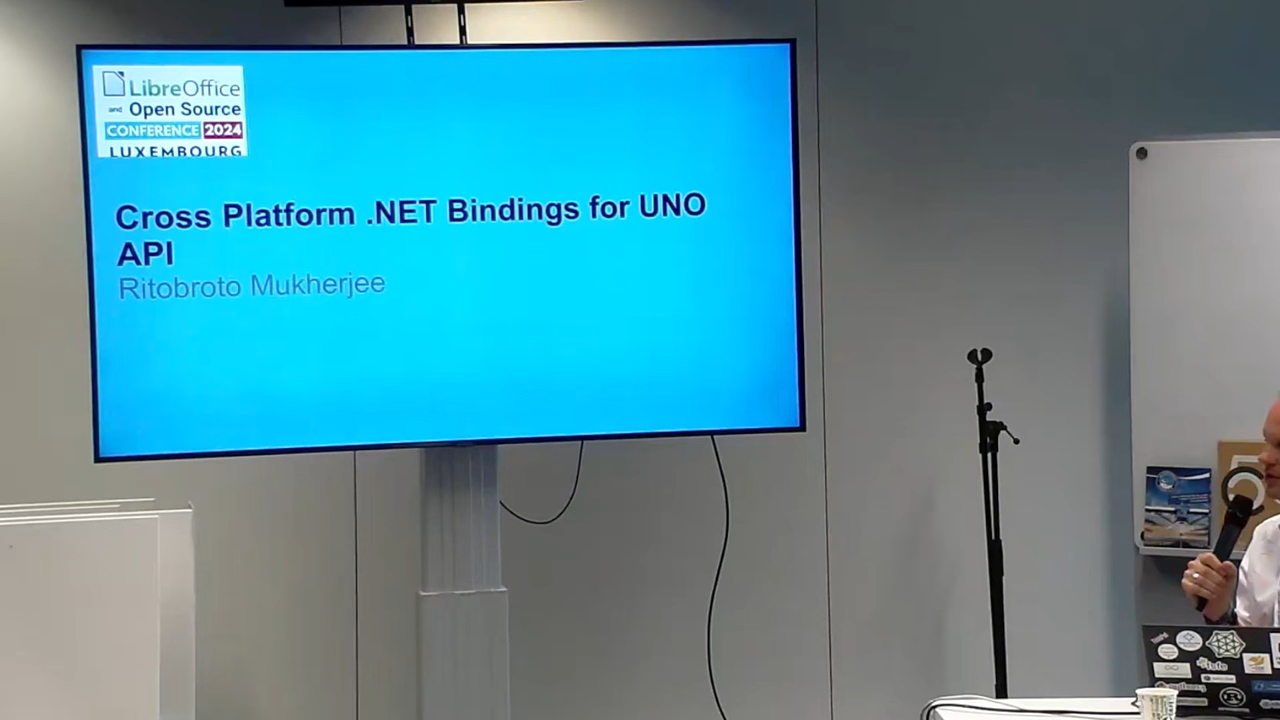 LibreOffice
and Open Source
CONFERENCE 2024
LUXEMBOURG
Cross Platform .NET Bindings for UNO
API
Ritobroto Mukherjee